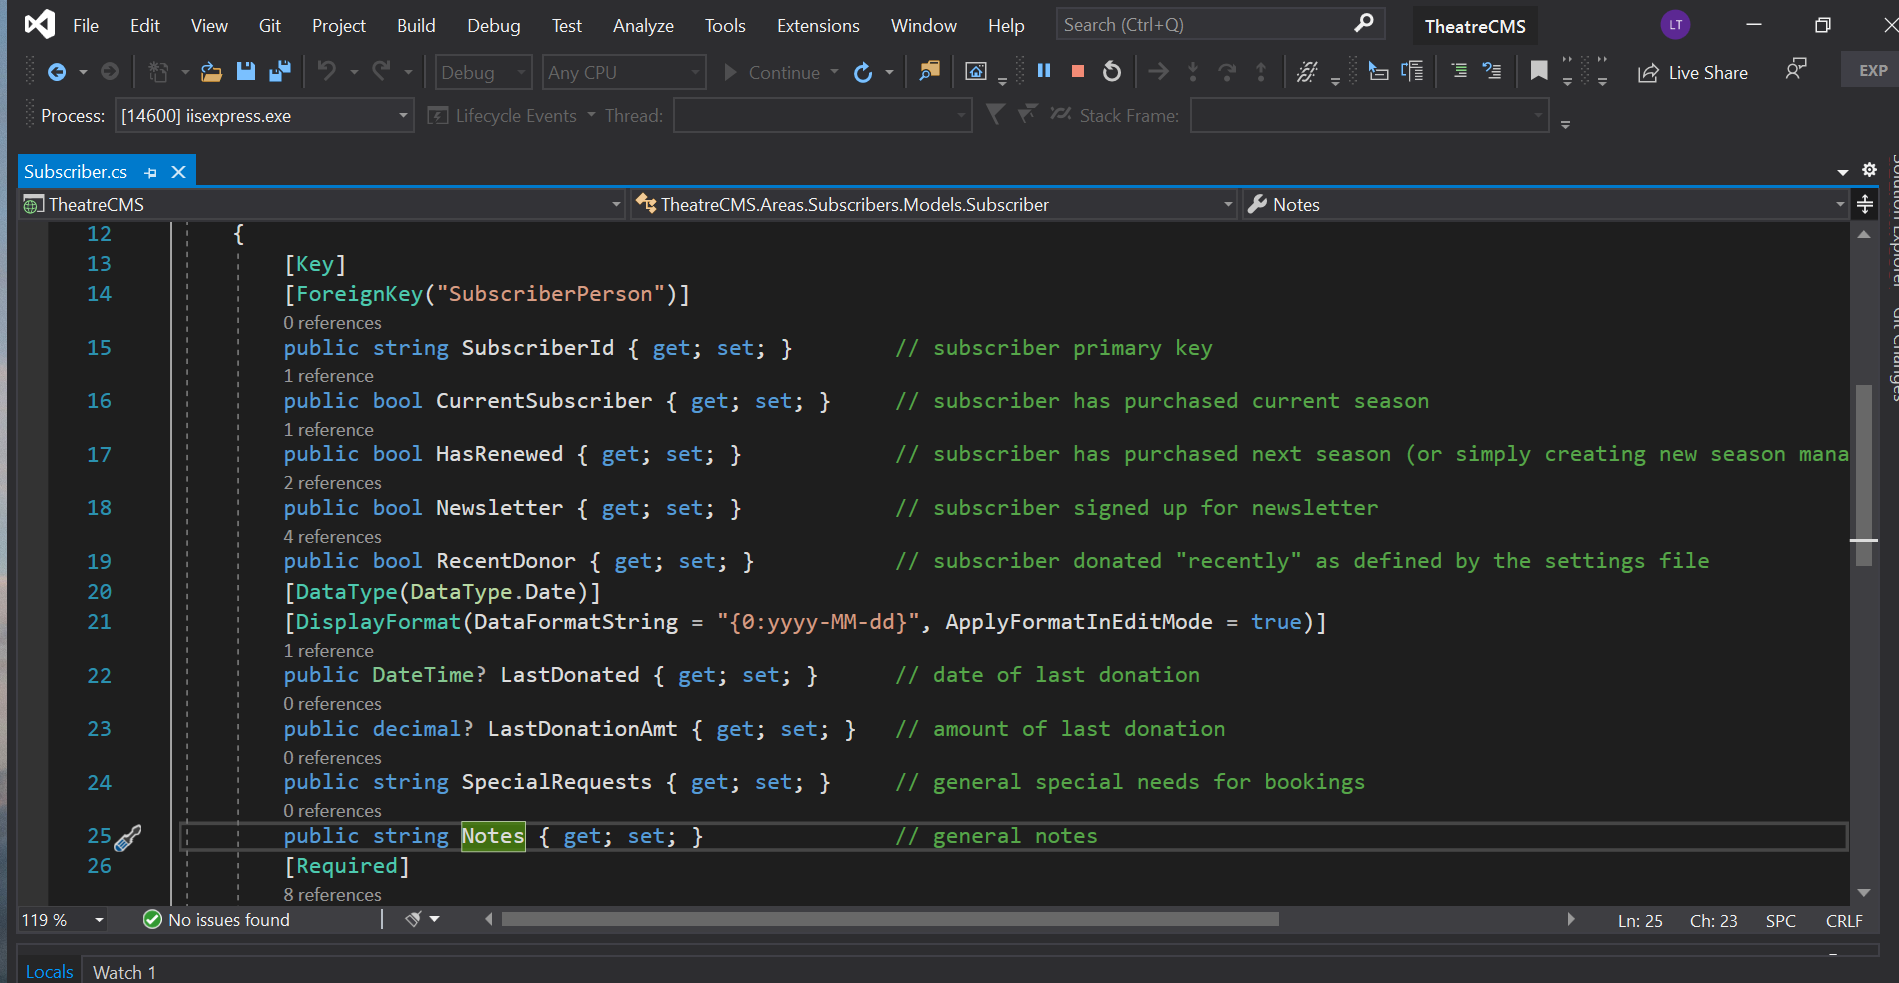 File Edit View Git Project Build Debug Test Analyze Tools Extensions Window Help Search (Ctrl+Q) TheatreCMS LT
Debug Any CPU Continue Live Share EXP
Process: [14600] iisexpress.exe Lifecycle Events Thread: Stack Frame:
Subscriber.cs
TheatreCMS TheatreCMS.Areas.Subscribers.Models.Subscriber Notes
12 {
13 [Key]
14 [ForeignKey("SubscriberPerson")]
0 references
15 public string SubscriberId { get; set; } // subscriber primary key
1 reference
16 public bool CurrentSubscriber { get; set; } // subscriber has purchased current season
1 reference
17 public bool HasRenewed { get; set; } // subscriber has purchased next season (or simply creating new season mana
2 references
18 public bool Newsletter { get; set; } // subscriber signed up for newsletter
4 references
19 public bool RecentDonor { get; set; } // subscriber donated "recently" as defined by the settings file
20 [DataType(DataType.Date)]
21 [DisplayFormat(DataFormatString = "{0:yyyy-MM-dd}", ApplyFormatInEditMode = true)]
1 reference
22 public DateTime? LastDonated { get; set; } // date of last donation
0 references
23 public decimal? LastDonationAmt { get; set; } // amount of last donation
0 references
24 public string SpecialRequests { get; set; } // general special needs for bookings
0 references
25 public string Notes { get; set; } // general notes
26 [Required]
8 references
119 % No issues found Ln: 25 Ch: 23 SPC CRLF
Locals Watch 1
Solution Explorer
Git Changes